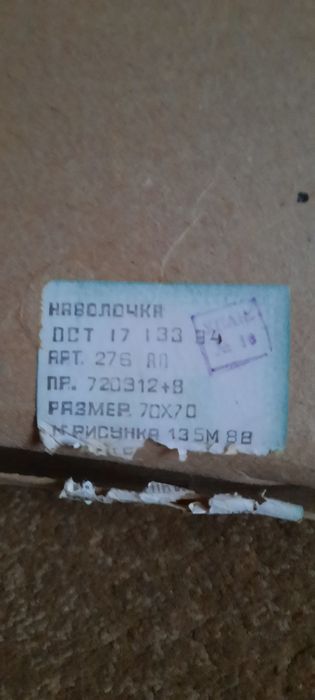 НАВОЛОЧКА
ОСТ 17 133 84
АРТ. 276 АП
ПР. 720312+8
РАЗМЕР 70Х70
М РИСУНКА 135М 88